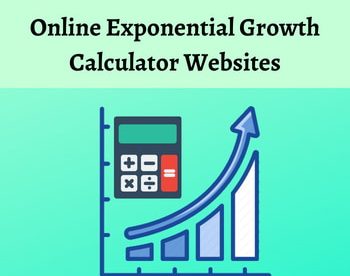 Online Exponential Growth
Calculator Websites
+ −
× ÷ =